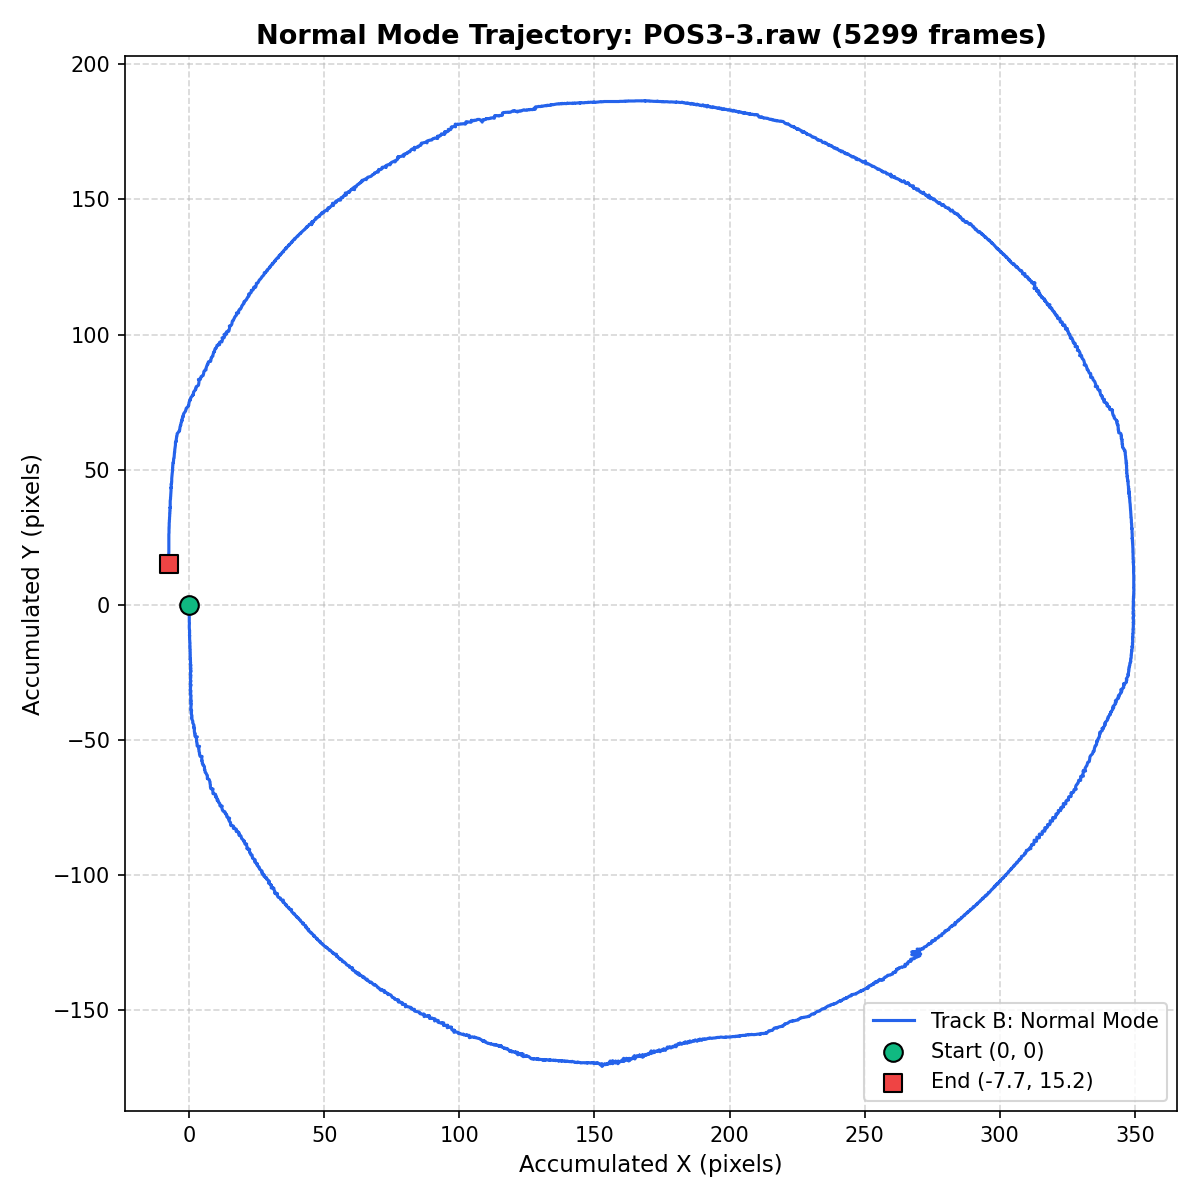 Normal Mode Trajectory: POS3-3.raw (5299 frames)
200
150
100
50
0
−50
−100
−150
Accumulated Y (pixels)
0 50 100 150 200 250 300 350
Accumulated X (pixels)
Track B: Normal Mode
Start (0, 0)
End (-7.7, 15.2)